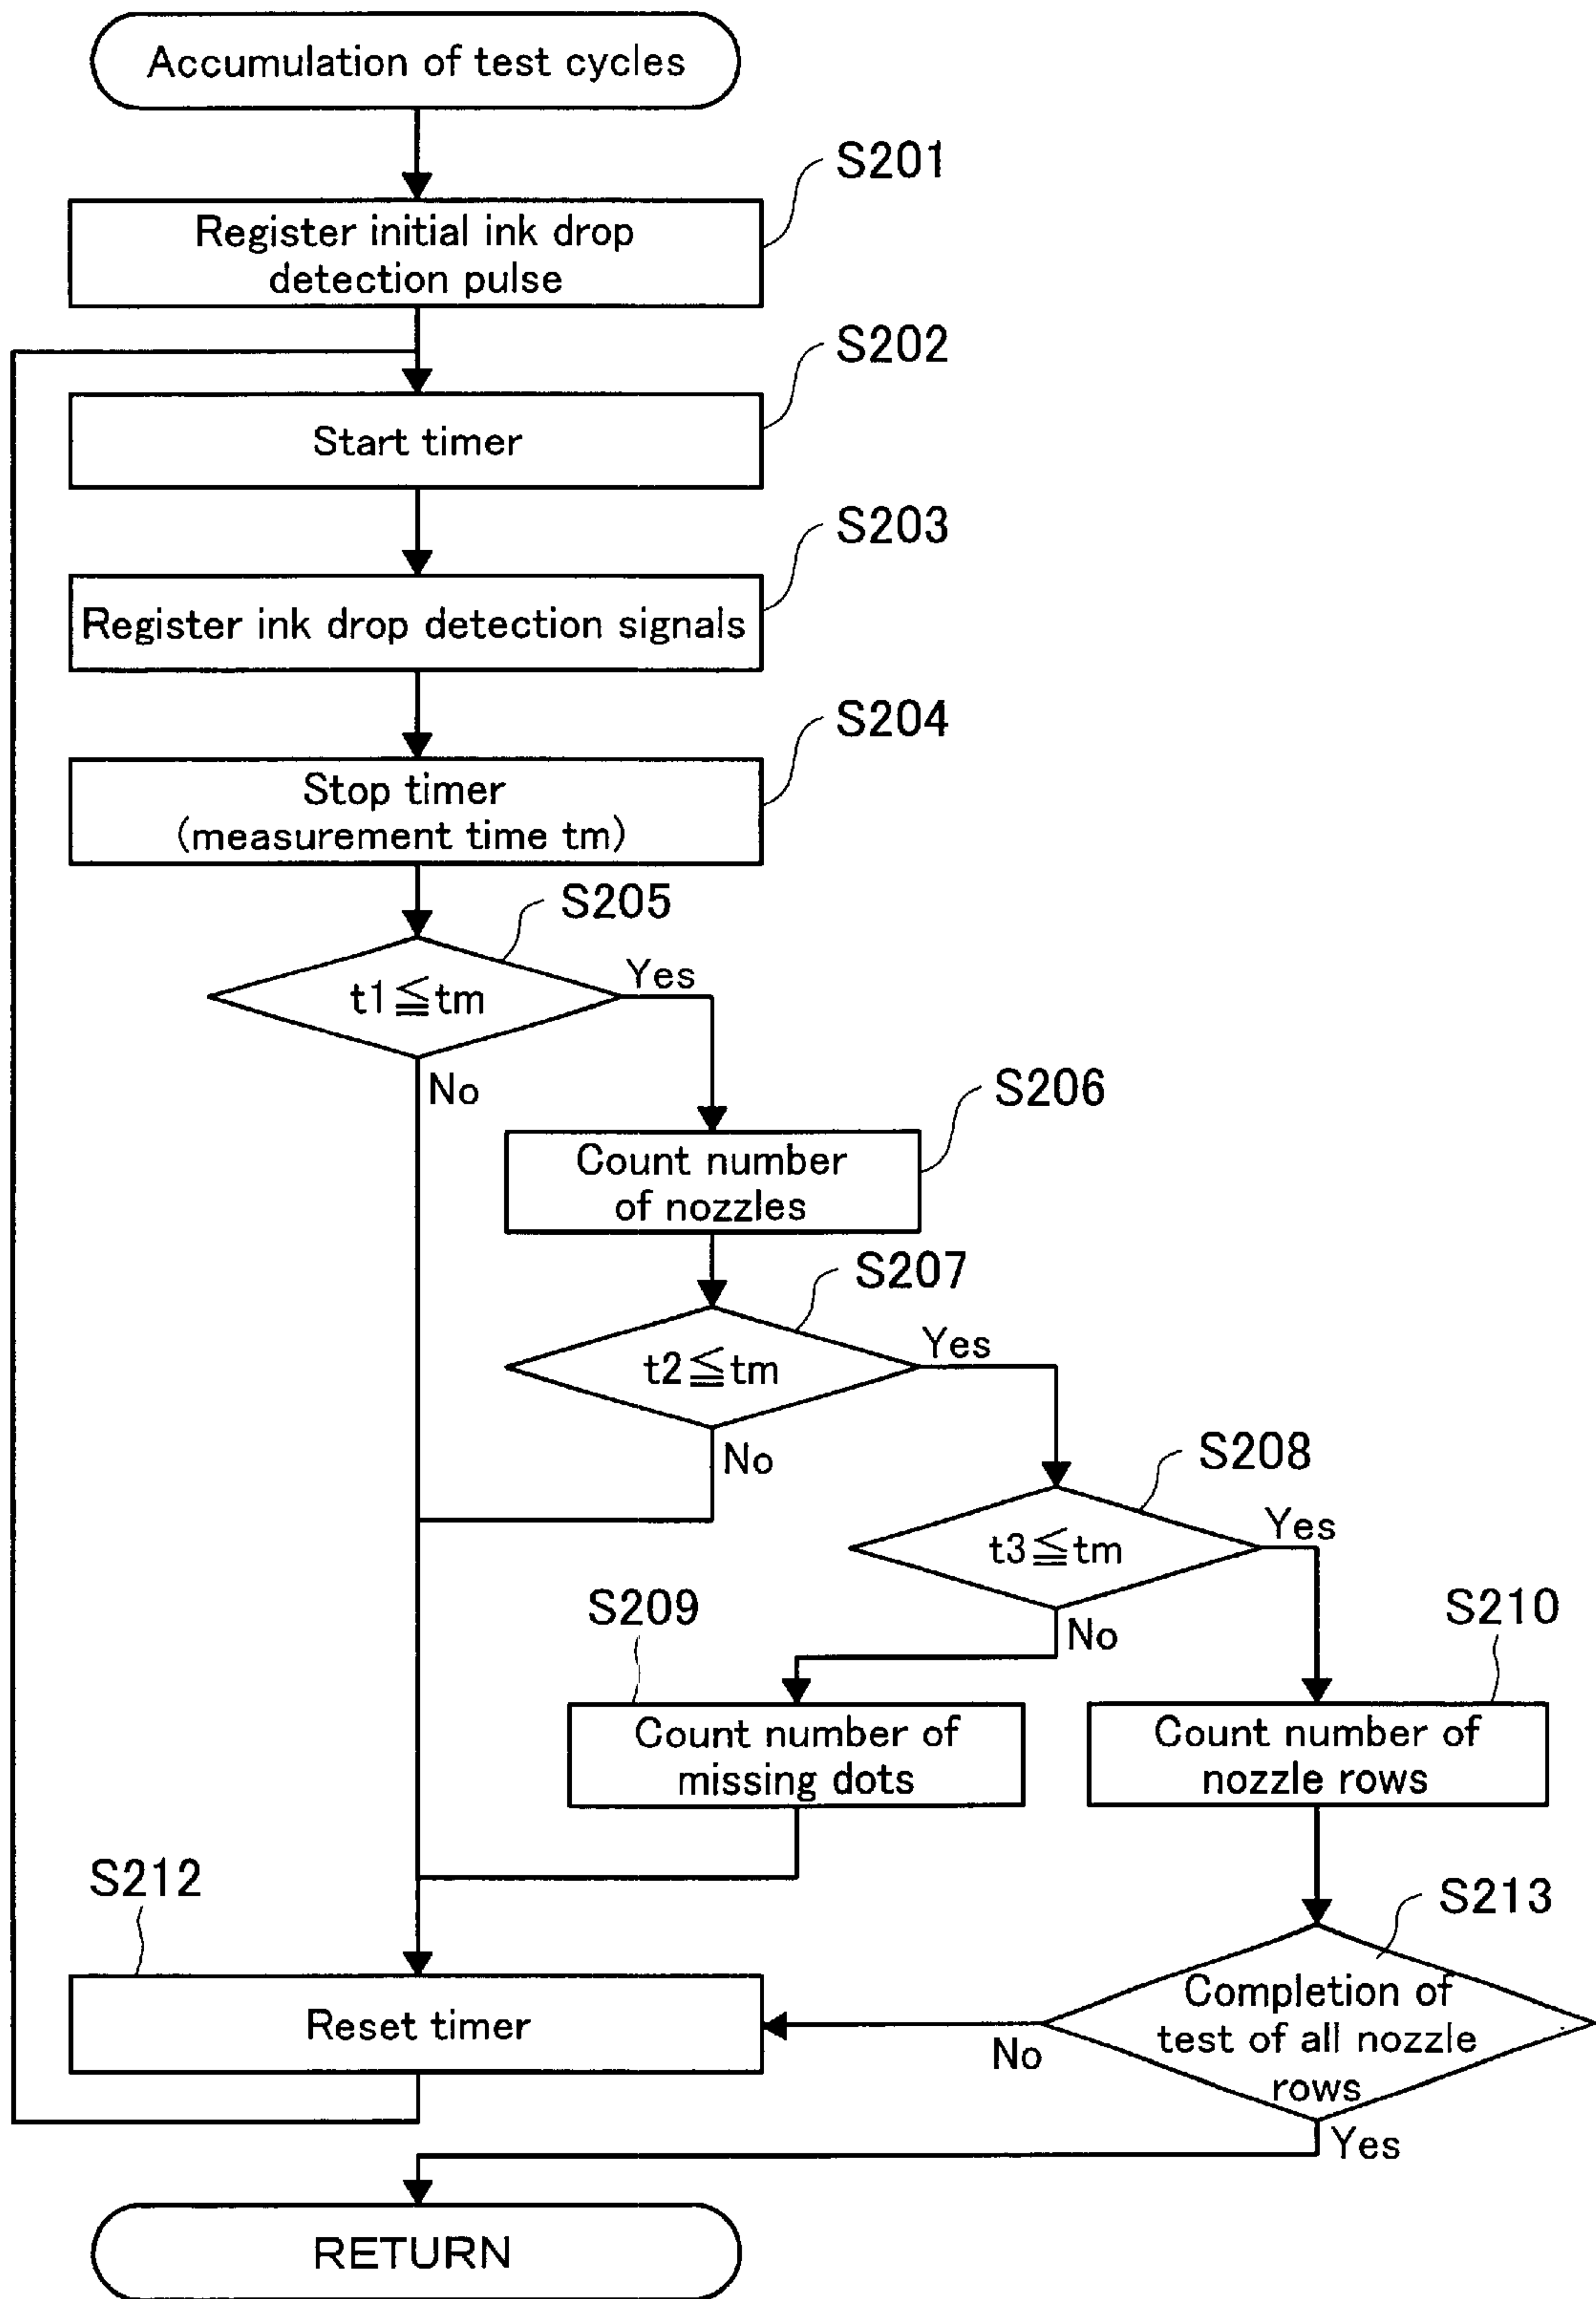 Accumulation of test cycles
S201
Register initial ink drop
detection pulse
S202
Start timer
S203
Register ink drop detection signals
S204
Stop timer
(measurement time tm)
S205
t1≦tm
Yes
No
S206
Count number
of nozzles
S207
t2≦tm
Yes
No
S208
t3≦tm
Yes
No
S209
Count number of
missing dots
S210
Count number of
nozzle rows
S212
Reset timer
S213
Completion of
test of all nozzle
rows
No
Yes
RETURN